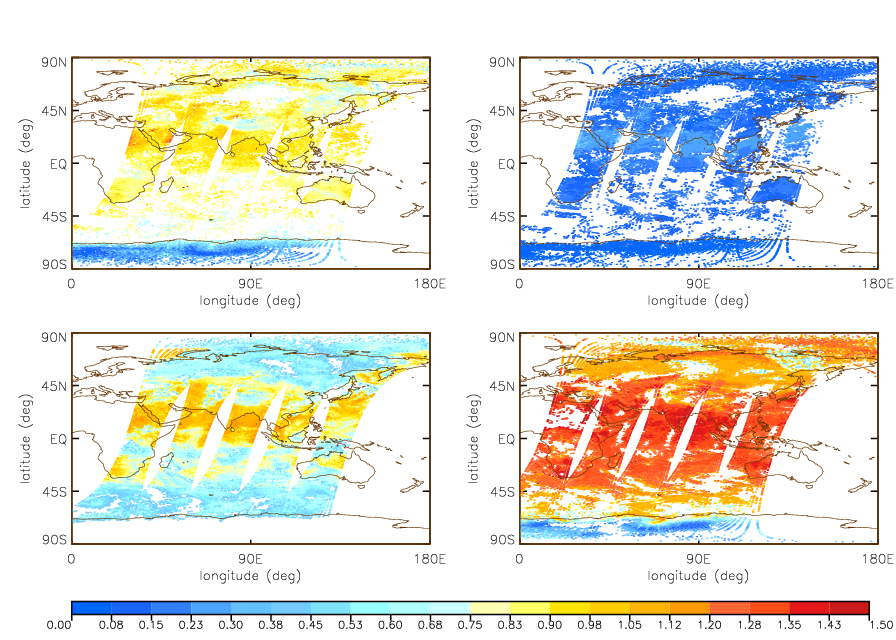 90N 90N
45N 45N
EQ EQ
45S 45S
90S 90S
0 90E 180E 0 90E 180E
longitude (deg) longitude (deg)
latitude (deg) latitude (deg)
90N 90N
45N 45N
EQ EQ
45S 45S
90S 90S
0 90E 180E 0 90E 180E
longitude (deg) longitude (deg)
latitude (deg) latitude (deg)
0.00 0.08 0.15 0.23 0.30 0.38 0.45 0.53 0.60 0.68 0.75 0.83 0.90 0.98 1.05 1.12 1.20 1.28 1.35 1.43 1.50